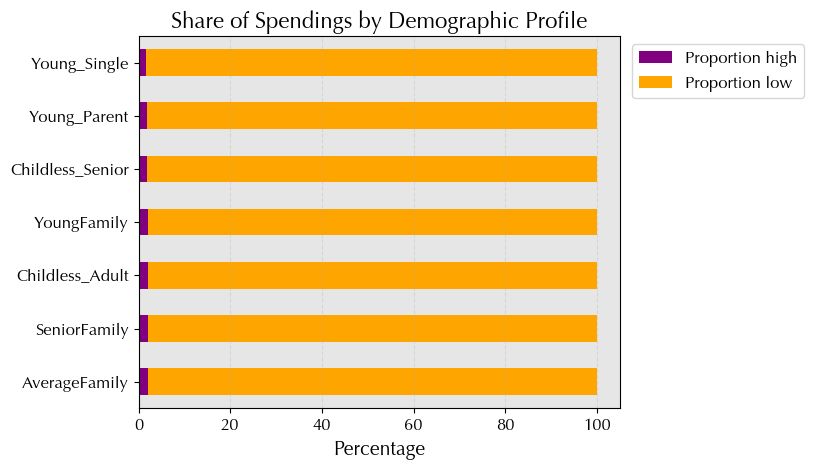 Share of Spendings by Demographic Profile
Young_Single
Young_Parent
Childless_Senior
YoungFamily
Childless_Adult
SeniorFamily
AverageFamily
0 20 40 60 80 100
Percentage
Proportion high
Proportion low